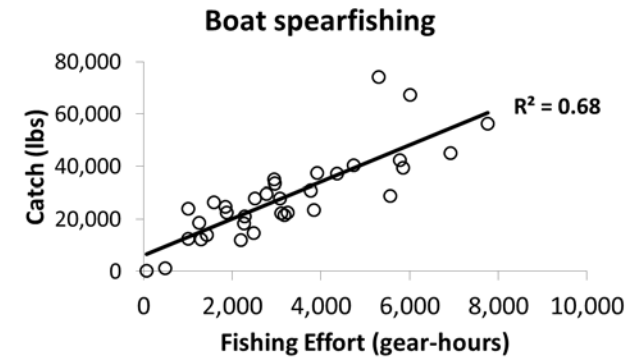 Boat spearfishing
80,000
60,000
40,000
20,000
0
Catch (lbs)
R² = 0.68
0 2,000 4,000 6,000 8,000 10,000
Fishing Effort (gear-hours)